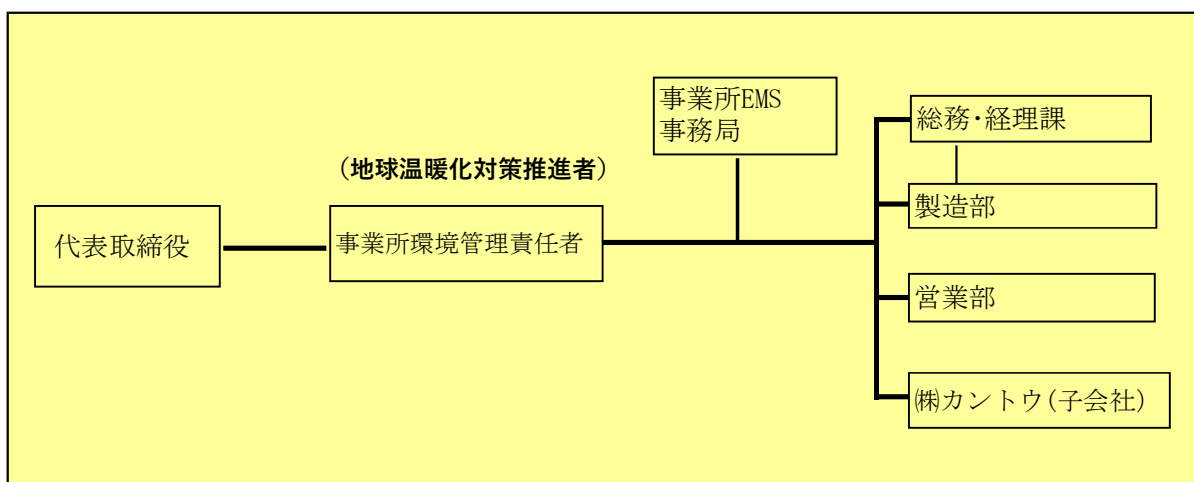 事業所EMS
事務局
総務・経理課
(地球温暖化対策推進者)
製造部
代表取締役
事業所環境管理責任者
営業部
㈱カントウ(子会社)